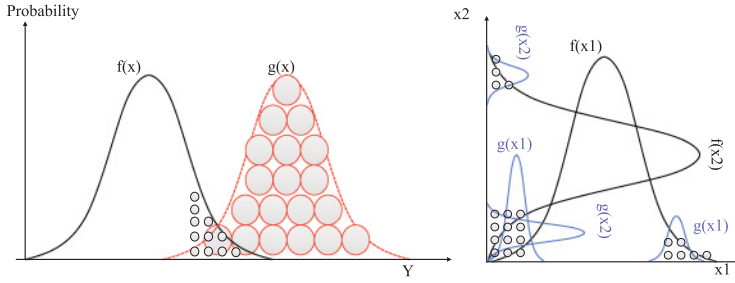 Probability
f(x)
g(x)
Y
x2
g(x2)
f(x1)
g(x1)
f(x2)
g(x2)
g(x1)
x1